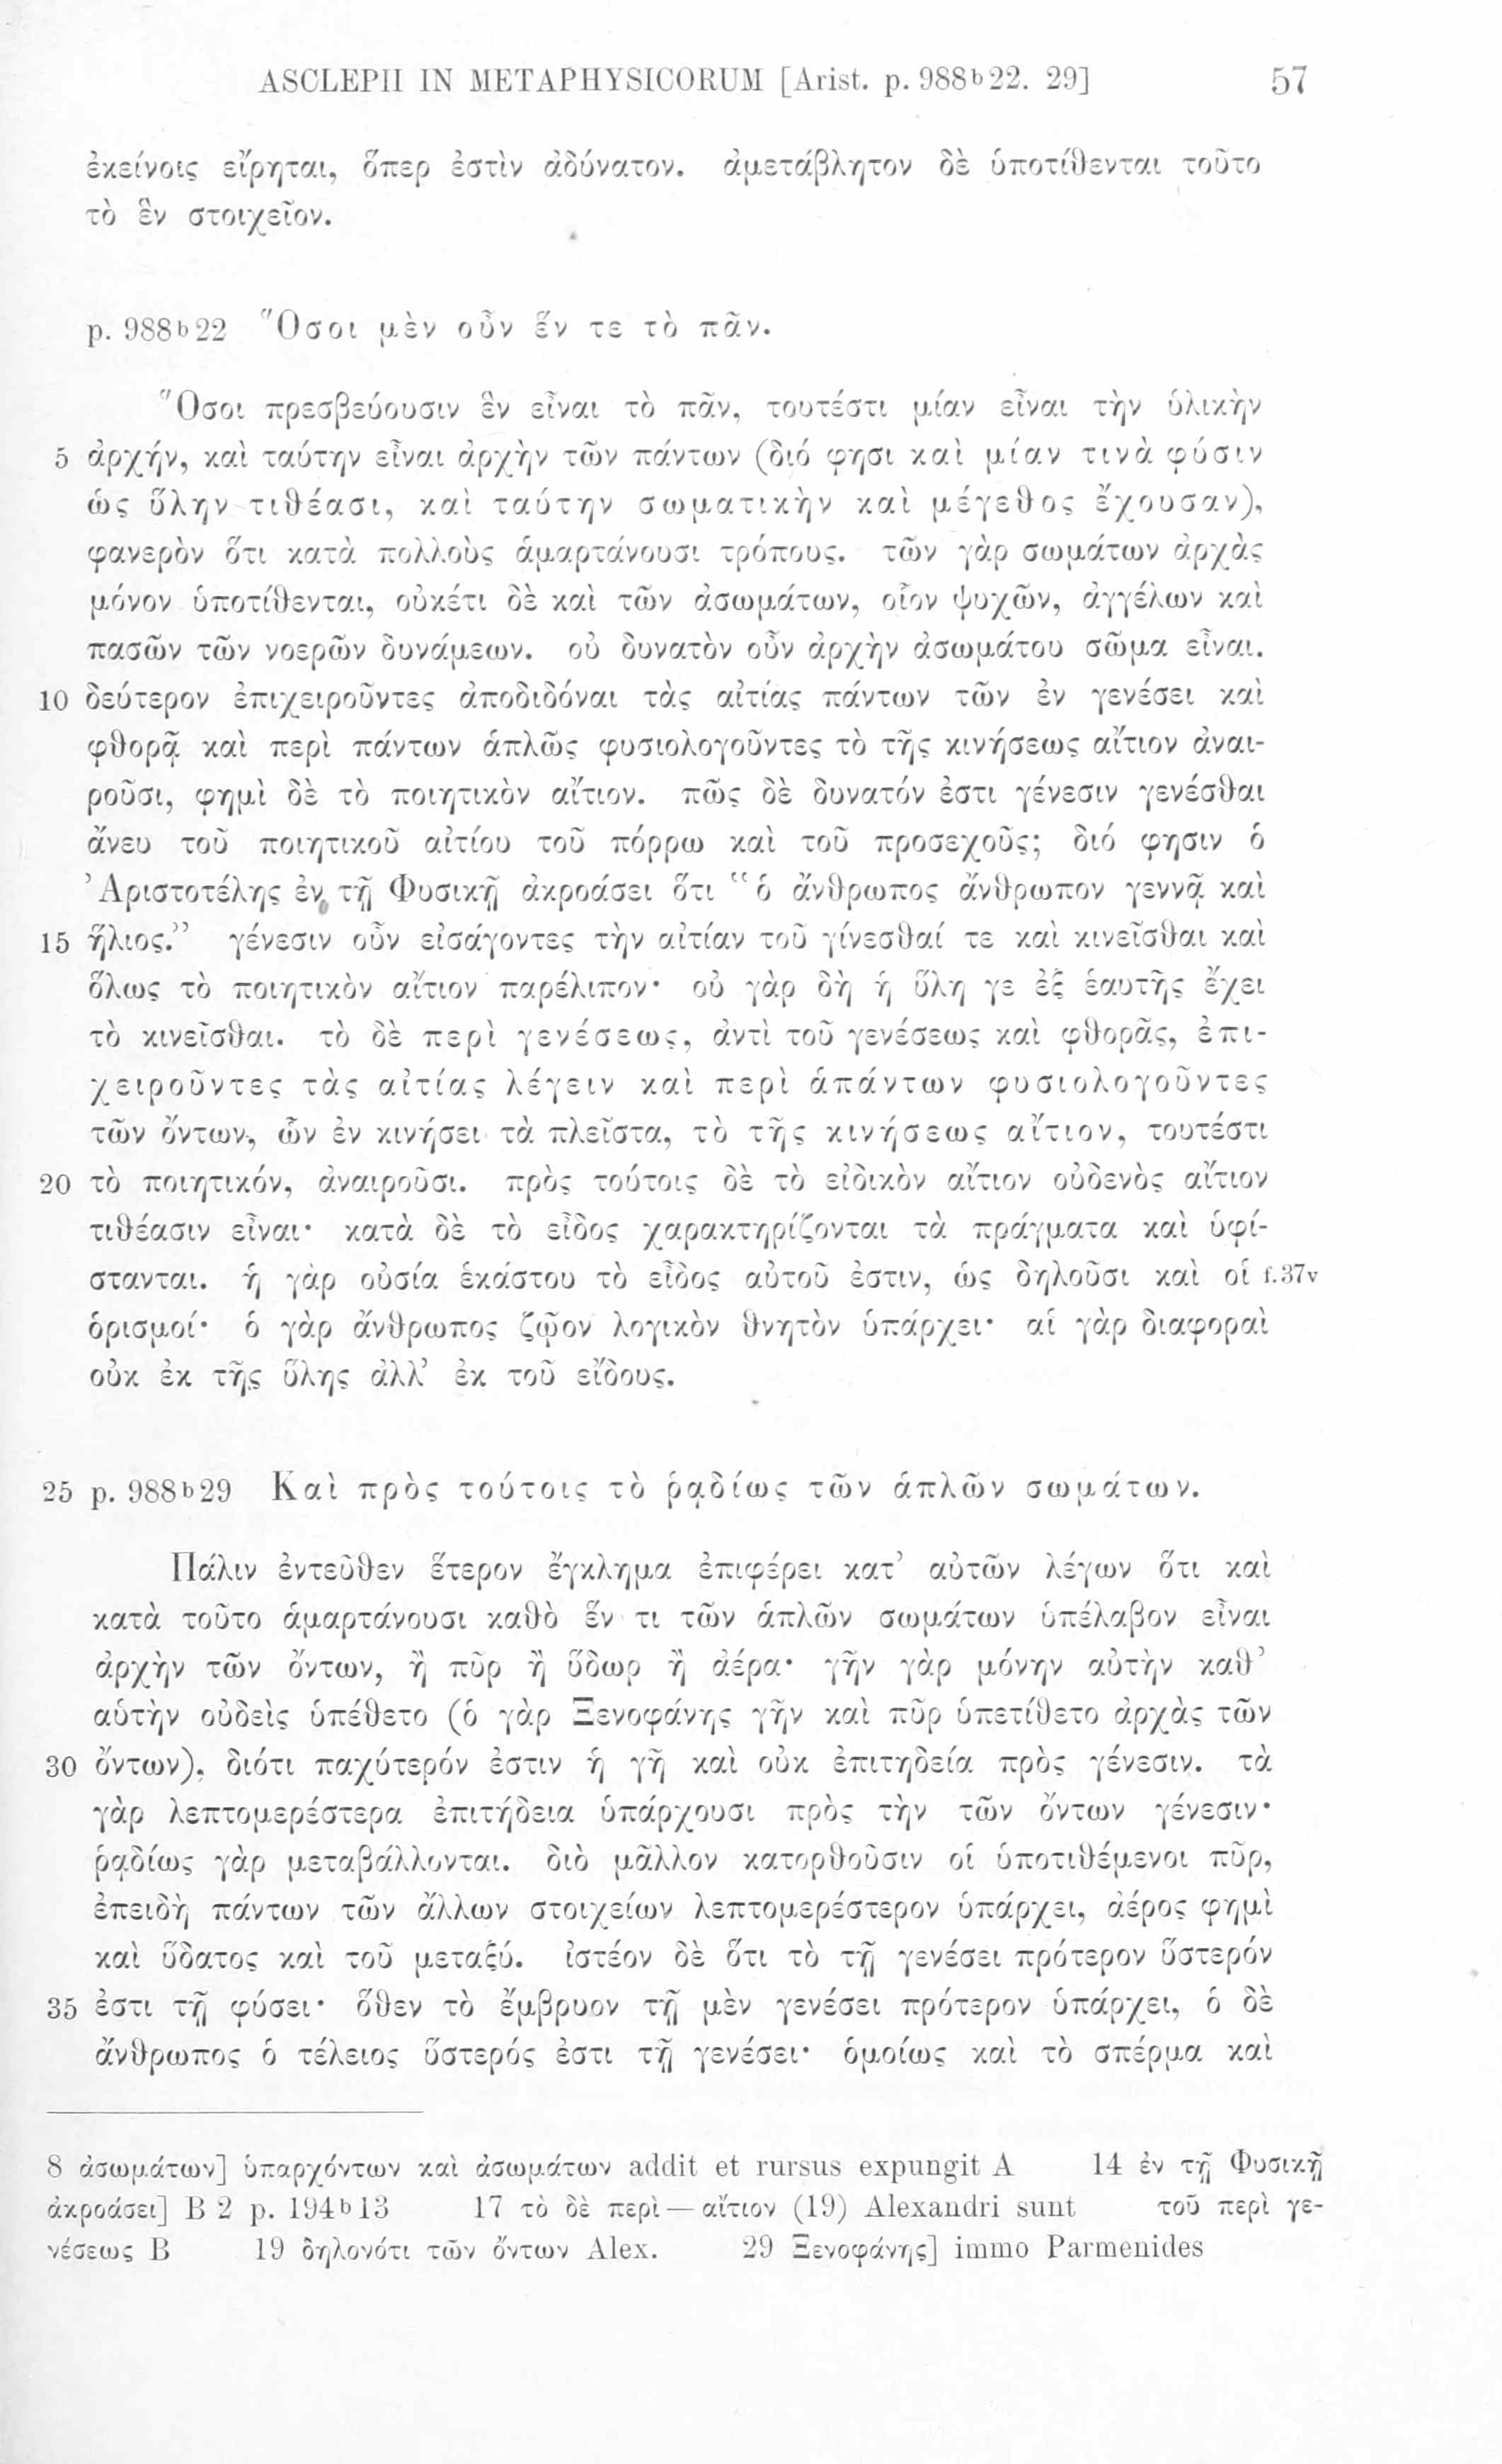 ASCLEPII IN METAPHYSICORUM [Arist. p. 988b22. 29] 57
ἐκείνοις εἴρηται, ὅπερ ἐστὶν ἀδύνατον. ἀμετάβλητον δὲ ὑποτίθενται τοῦτο
τὸ ἓν στοιχεῖον.
p. 988b22 Ὅσοι μὲν οὖν ἕν τε τὸ πᾶν.
Ὅσοι πρεσβεύουσιν ἓν εἶναι τὸ πᾶν, τουτέστι μίαν εἶναι τὴν ὑλικὴν
5 ἀρχήν, καὶ ταύτην εἶναι ἀρχὴν τῶν πάντων (διό φησι καὶ μίαν τινὰ φύσιν
ὡς ὕλην τιθέασι, καὶ ταύτην σωματικὴν καὶ μέγεθος ἔχουσαν),
φανερὸν ὅτι κατὰ πολλοὺς ἁμαρτάνουσι τρόπους. τῶν γὰρ σωμάτων ἀρχὰς
μόνον ὑποτίθενται, οὐκέτι δὲ καὶ τῶν ἀσωμάτων, οἷον ψυχῶν, ἀγγέλων καὶ
πασῶν τῶν νοερῶν δυνάμεων. οὐ δυνατὸν οὖν ἀρχὴν ἀσωμάτου σῶμα εἶναι.
10 δεύτερον ἐπιχειροῦντες ἀποδιδόναι τὰς αἰτίας πάντων τῶν ἐν γενέσει καὶ
φθορᾷ καὶ περὶ πάντων ἁπλῶς φυσιολογοῦντες τὸ τῆς κινήσεως αἴτιον ἀναι-
ροῦσι, φημὶ δὲ τὸ ποιητικὸν αἴτιον. πῶς δὲ δυνατόν ἐστι γένεσιν γενέσθαι
ἄνευ τοῦ ποιητικοῦ αἰτίου τοῦ πόρρω καὶ τοῦ προσεχοῦς; διό φησιν ὁ
Ἀριστοτέλης ἐν τῇ Φυσικῇ ἀκροάσει ὅτι “ὁ ἄνθρωπος ἄνθρωπον γεννᾷ καὶ
15 ἥλιος.” γένεσιν οὖν εἰσάγοντες τὴν αἰτίαν τοῦ γίνεσθαί τε καὶ κινεῖσθαι καὶ
ὅλως τὸ ποιητικὸν αἴτιον παρέλιπον· οὐ γὰρ δὴ ἡ ὕλη γε ἐξ ἑαυτῆς ἔχει
τὸ κινεῖσθαι. τὸ δὲ περὶ γενέσεως, ἀντὶ τοῦ γενέσεως καὶ φθορᾶς, ἐπι-
χειροῦντες τὰς αἰτίας λέγειν καὶ περὶ ἁπάντων φυσιολογοῦντες
τῶν ὄντων, ὧν ἐν κινήσει τὰ πλεῖστα, τὸ τῆς κινήσεως αἴτιον, τουτέστι
20 τὸ ποιητικόν, ἀναιροῦσι. πρὸς τούτοις δὲ τὸ εἰδικὸν αἴτιον οὐδενὸς αἴτιον
τιθέασιν εἶναι· κατὰ δὲ τὸ εἶδος χαρακτηρίζονται τὰ πράγματα καὶ ὑφί-
στανται. ἡ γὰρ οὐσία ἑκάστου τὸ εἶδος αὐτοῦ ἐστιν, ὡς δηλοῦσι καὶ οἱ f.37v
ὁρισμοί· ὁ γὰρ ἄνθρωπος ζῷον λογικὸν θνητὸν ὑπάρχει· αἱ γὰρ διαφοραὶ
οὐκ ἐκ τῆς ὕλης ἀλλ’ ἐκ τοῦ εἴδους.
25 p. 988b29 Καὶ πρὸς τούτοις τὸ ῥᾳδίως τῶν ἁπλῶν σωμάτων.
Πάλιν ἐντεῦθεν ἕτερον ἔγκλημα ἐπιφέρει κατ’ αὐτῶν λέγων ὅτι καὶ
κατὰ τοῦτο ἁμαρτάνουσι καθὸ ἕν τι τῶν ἁπλῶν σωμάτων ὑπέλαβον εἶναι
ἀρχὴν τῶν ὄντων, ἢ πῦρ ἢ ὕδωρ ἢ ἀέρα· γῆν γὰρ μόνην αὐτὴν καθ’
αὑτὴν οὐδεὶς ὑπέθετο (ὁ γὰρ Ξενοφάνης γῆν καὶ πῦρ ὑπετίθετο ἀρχὰς τῶν
30 ὄντων), διότι παχύτερόν ἐστιν ἡ γῆ καὶ οὐκ ἐπιτηδεία πρὸς γένεσιν. τὰ
γὰρ λεπτομερέστερα ἐπιτήδεια ὑπάρχουσι πρὸς τὴν τῶν ὄντων γένεσιν·
ῥᾳδίως γὰρ μεταβάλλονται. διὸ μᾶλλον κατορθοῦσιν οἱ ὑποτιθέμενοι πῦρ,
ἐπειδὴ πάντων τῶν ἄλλων στοιχείων λεπτομερέστερον ὑπάρχει, ἀέρος φημὶ
καὶ ὕδατος καὶ τοῦ μεταξύ. ἰστέον δὲ ὅτι τὸ τῇ γενέσει πρότερον ὕστερόν
35 ἐστι τῇ φύσει· ὅθεν τὸ ἔμβρυον τῇ μὲν γενέσει πρότερον ὑπάρχει, ὁ δὲ
ἄνθρωπος ὁ τέλειος ὕστερός ἐστι τῇ γενέσει· ὁμοίως καὶ τὸ σπέρμα καὶ
8 ἀσωμάτων] ὑπαρχόντων καὶ ἀσωμάτων addit et rursus expungit A 14 ἐν τῇ Φυσικῇ
ἀκροάσει] B 2 p. 194b13 17 τὸ δὲ περὶ — αἴτιον (19) Alexandri sunt τοῦ περὶ γε-
νέσεως B 19 δηλονότι τῶν ὄντων Alex. 29 Ξενοφάνης] immo Parmenides